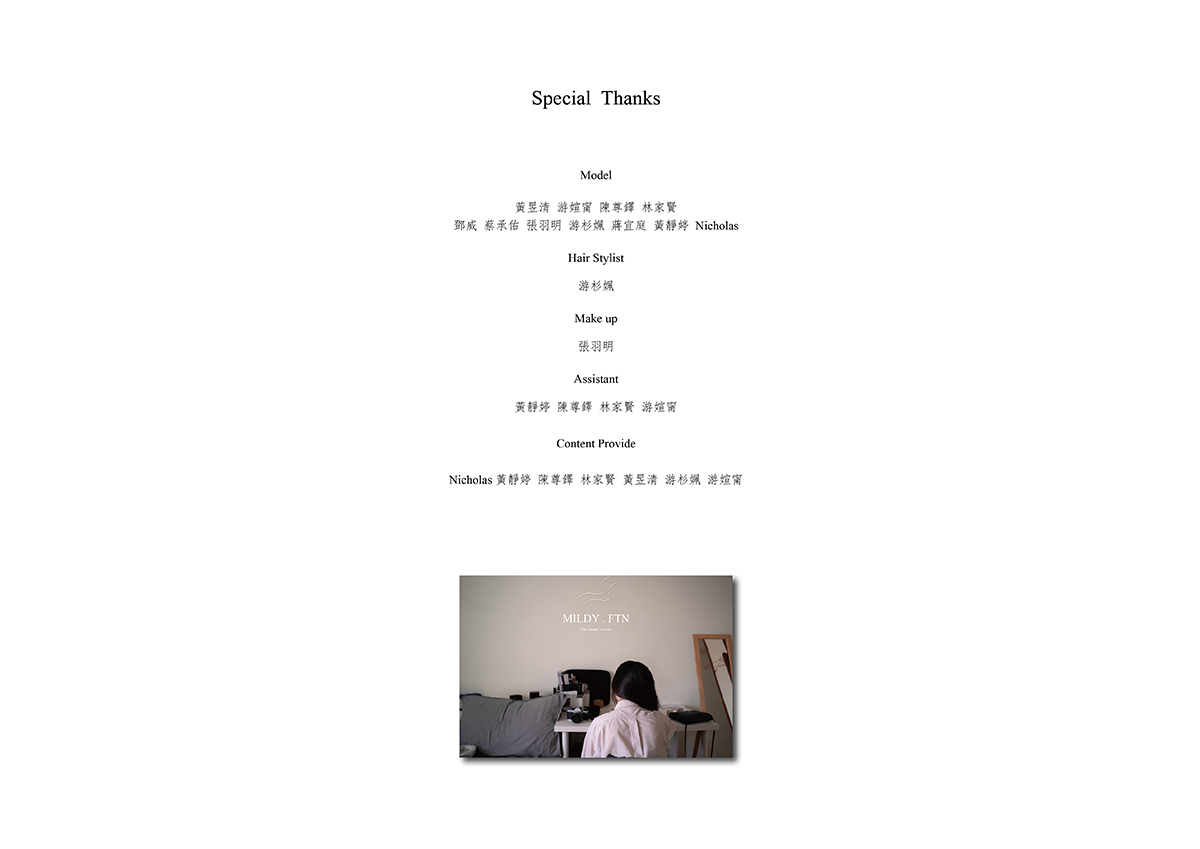 Special Thanks
Model
黃昱清 游媗甯 陳尊鐸 林家賢
鄧威 蔡承佑 張羽明 游杉姵 蔣宜庭 黃靜婷 Nicholas
Hair Stylist
游杉姵
Make up
張羽明
Assistant
黃靜婷 陳尊鐸 林家賢 游媗甯
Content Provide
Nicholas 黃靜婷 陳尊鐸 林家賢 黃昱清 游杉姵 游媗甯
MILDY . FTN